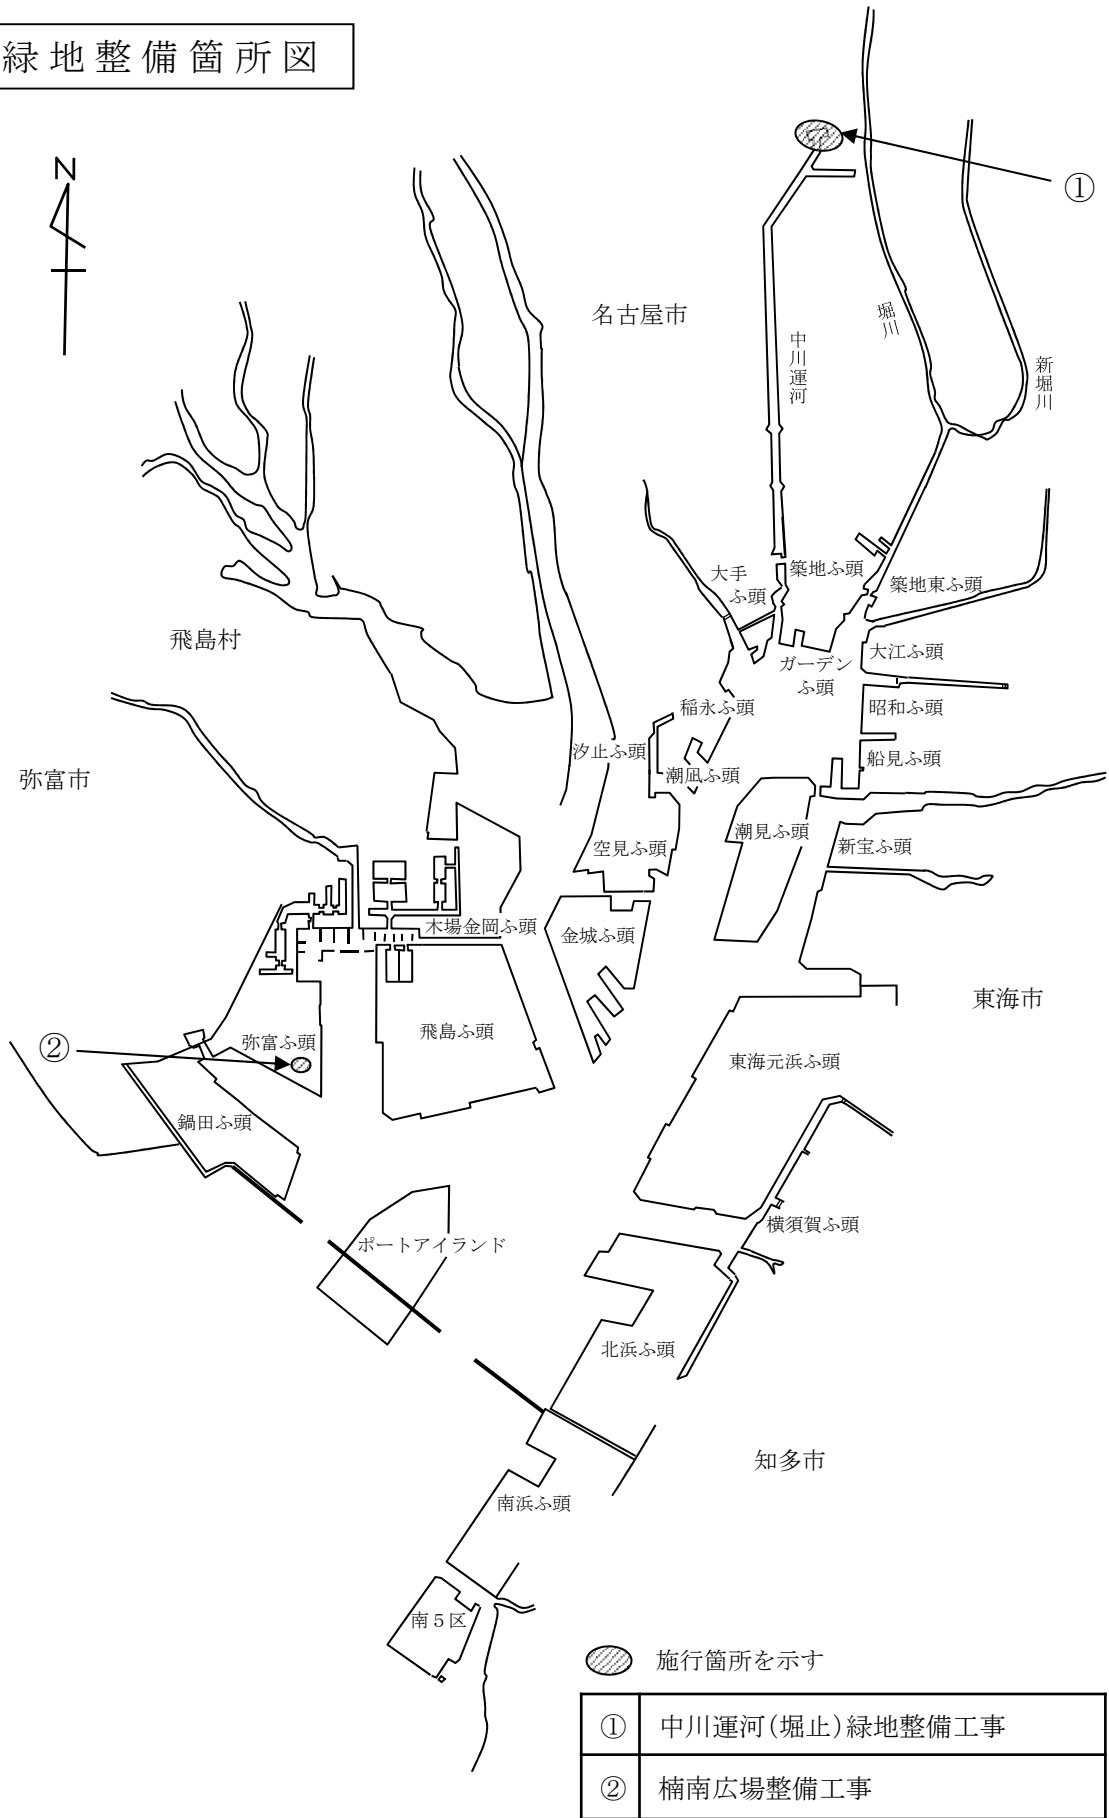 緑地整備箇所図
N
①
名古屋市
堀川
中川運河
新堀川
大手
ふ頭
築地ふ頭
築地東ふ頭
飛島村
ガーデン
ふ頭
大江ふ頭
稲永ふ頭
昭和ふ頭
汐止ふ頭
船見ふ頭
弥富市
潮凪ふ頭
潮見ふ頭
空見ふ頭
新宝ふ頭
木場金岡ふ頭
金城ふ頭
東海市
飛島ふ頭
②
弥富ふ頭
東海元浜ふ頭
鍋田ふ頭
横須賀ふ頭
ポートアイランド
北浜ふ頭
知多市
南浜ふ頭
南5区
施行箇所を示す
① 中川運河(堀止)緑地整備工事
② 楠南広場整備工事